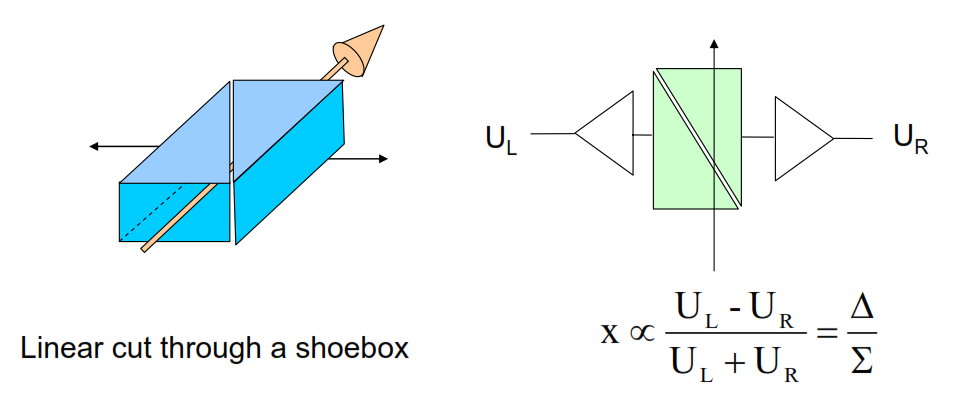 U_L
U_R
x ∝ (U_L - U_R) / (U_L + U_R) = Δ / Σ
Linear cut through a shoebox